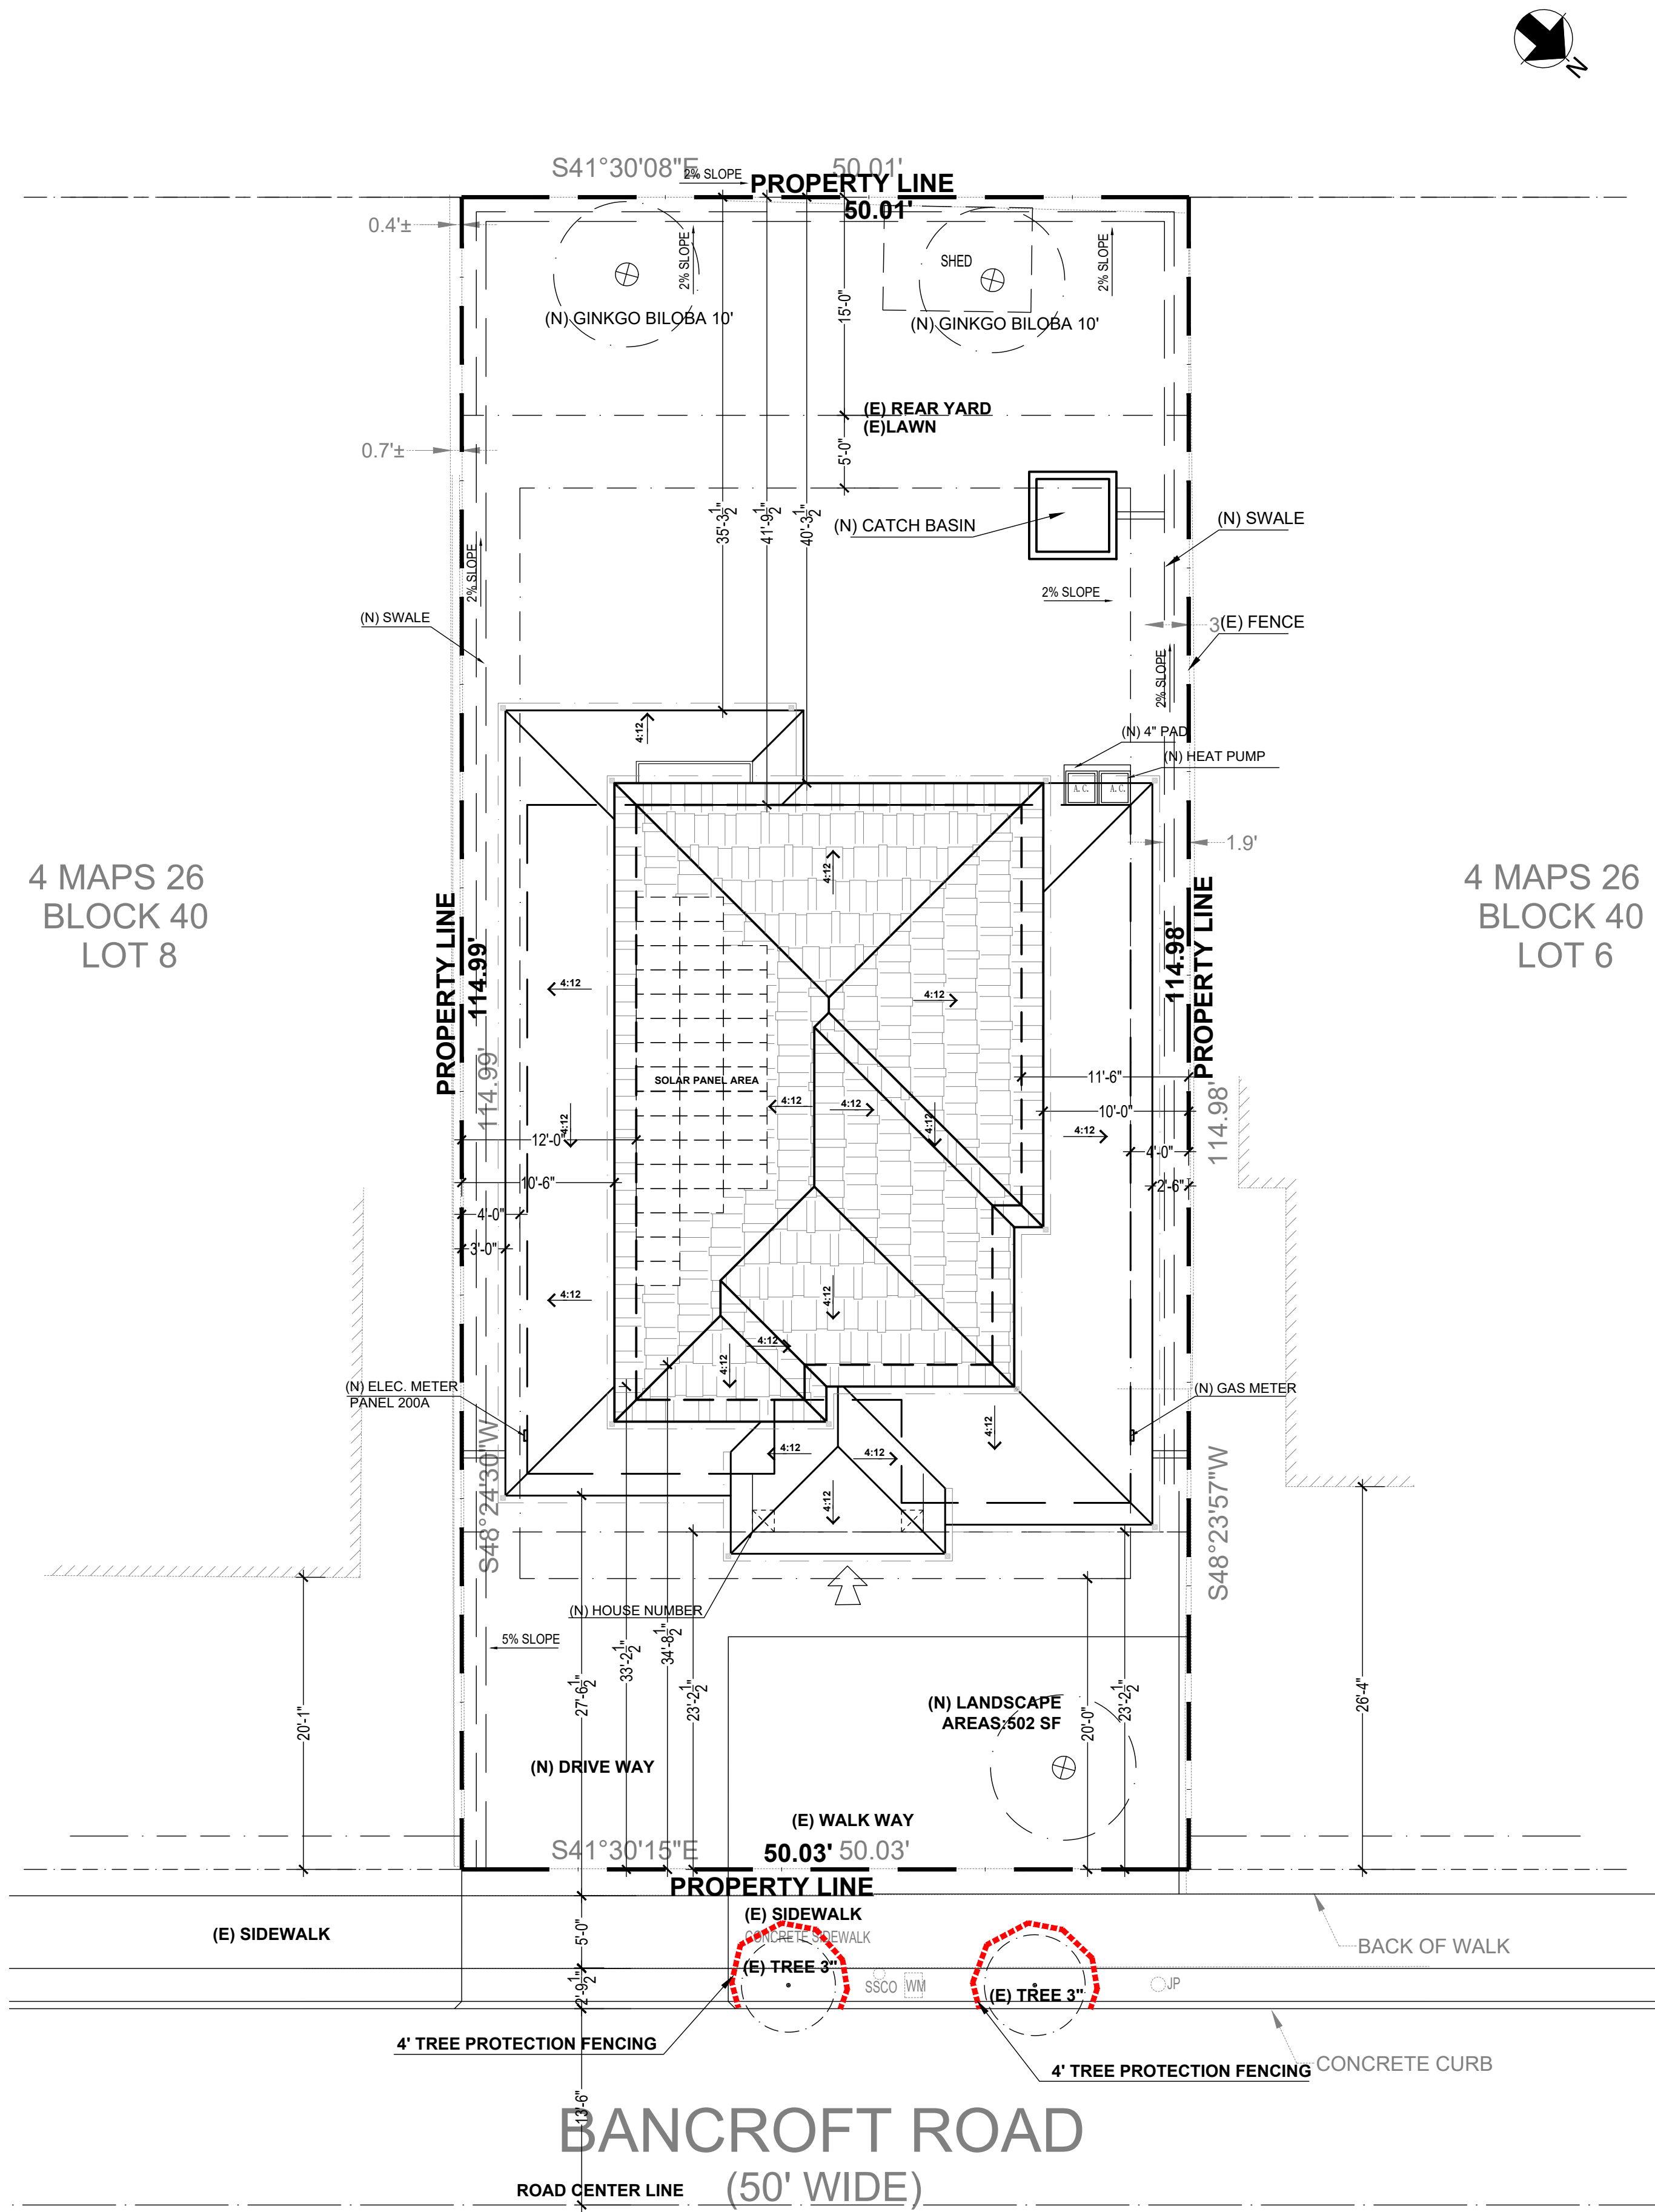 N
S41°30'08"E
50.01'
2% SLOPE
PROPERTY LINE
50.01'
0.4'±
2% SLOPE
SHED
2% SLOPE
(N) GINKGO BILOBA 10'
15'-0"
(N) GINKGO BILOBA 10'
(E) REAR YARD
(E)LAWN
0.7'±
5'-0"
35'-3 1/2"
41'-9 1/2"
40'-3 1/2"
(N) CATCH BASIN
(N) SWALE
2% SLOPE
2% SLOPE
(N) SWALE
3
(E) FENCE
2% SLOPE
4:12
(N) 4" PAD
(N) HEAT PUMP
A.C.
A.C.
1.9'
4 MAPS 26
BLOCK 40
LOT 8
4 MAPS 26
BLOCK 40
LOT 6
PROPERTY LINE
114.99'
114.99'
4:12
4:12
4:12
114.98'
PROPERTY LINE
114.98'
SOLAR PANEL AREA
11'-6"
4:12
4:12
10'-0"
4:12
4:12
4:12
12'-0"
4'-0"
10'-6"
2'-6"
4'-0"
3'-0"
4:12
4:12
4:12
4:12
(N) ELEC. METER
PANEL 200A
(N) GAS METER
4:12
4:12
4:12
4:12
S48°24'30"W
S48°23'57"W
(N) HOUSE NUMBER
5% SLOPE
20'-1"
27'-6 1/2"
33'-2 1/2"
34'-8 1/2"
23'-2 1/2"
(N) LANDSCAPE
AREAS:502 SF
20'-0"
23'-2 1/2"
26'-4"
(N) DRIVE WAY
(E) WALK WAY
S41°30'15"E
50.03'
50.03'
PROPERTY LINE
(E) SIDEWALK
(E) SIDEWALK
CONCRETE SIDEWALK
5'-0"
BACK OF WALK
(E) TREE 3"
2'-9 1/2"
SSCO
WM
(E) TREE 3"
JP
4' TREE PROTECTION FENCING
4' TREE PROTECTION FENCING
CONCRETE CURB
13'-6"
BANCROFT ROAD
(50' WIDE)
ROAD CENTER LINE